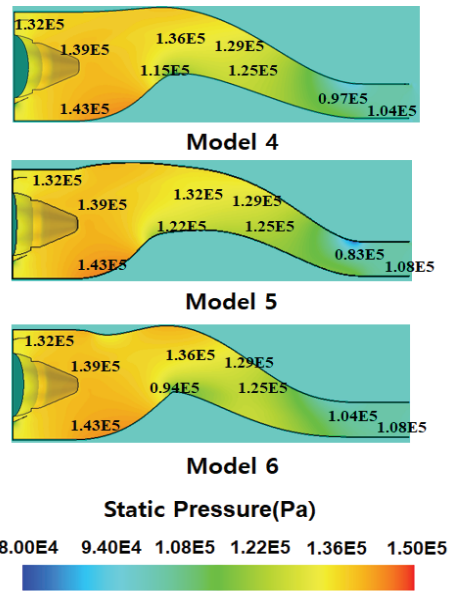 1.32E5
1.36E5
1.29E5
1.39E5
1.15E5
1.25E5
0.97E5
1.43E5
1.04E5
Model 4
1.32E5
1.32E5
1.39E5
1.29E5
1.22E5
1.25E5
0.83E5
1.43E5
1.08E5
Model 5
1.32E5
1.36E5
1.39E5
1.29E5
0.94E5
1.25E5
1.04E5
1.43E5
1.08E5
Model 6
Static Pressure(Pa)
8.00E4 9.40E4 1.08E5 1.22E5 1.36E5 1.50E5